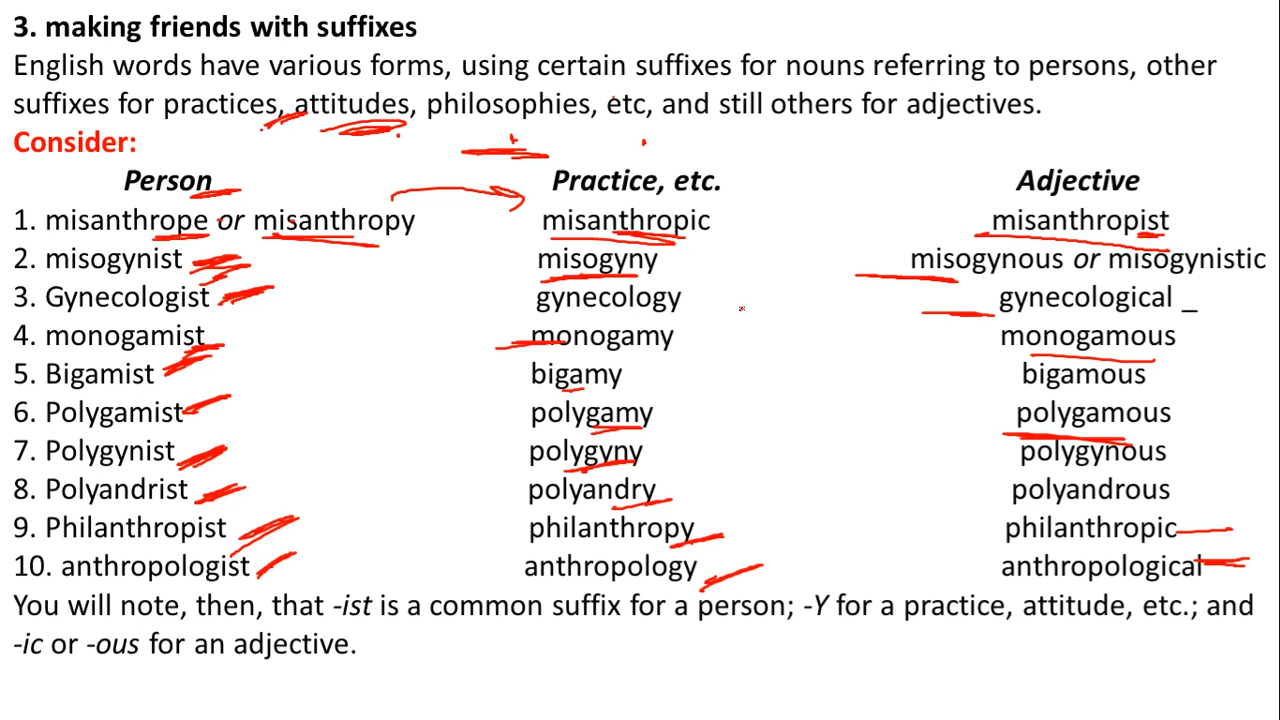 3. making friends with suffixes
English words have various forms, using certain suffixes for nouns referring to persons, other
suffixes for practices, attitudes, philosophies, etc, and still others for adjectives.
Consider:
Person Practice, etc. Adjective
1. misanthrope or misanthropy misanthropic misanthropist
2. misogynist misogyny misogynous or misogynistic
3. Gynecologist gynecology gynecological _
4. monogamist monogamy monogamous
5. Bigamist bigamy bigamous
6. Polygamist polygamy polygamous
7. Polygynist polygyny polygynous
8. Polyandrist polyandry polyandrous
9. Philanthropist philanthropy philanthropic
10. anthropologist anthropology anthropological
You will note, then, that -ist is a common suffix for a person; -Y for a practice, attitude, etc.; and
-ic or -ous for an adjective.